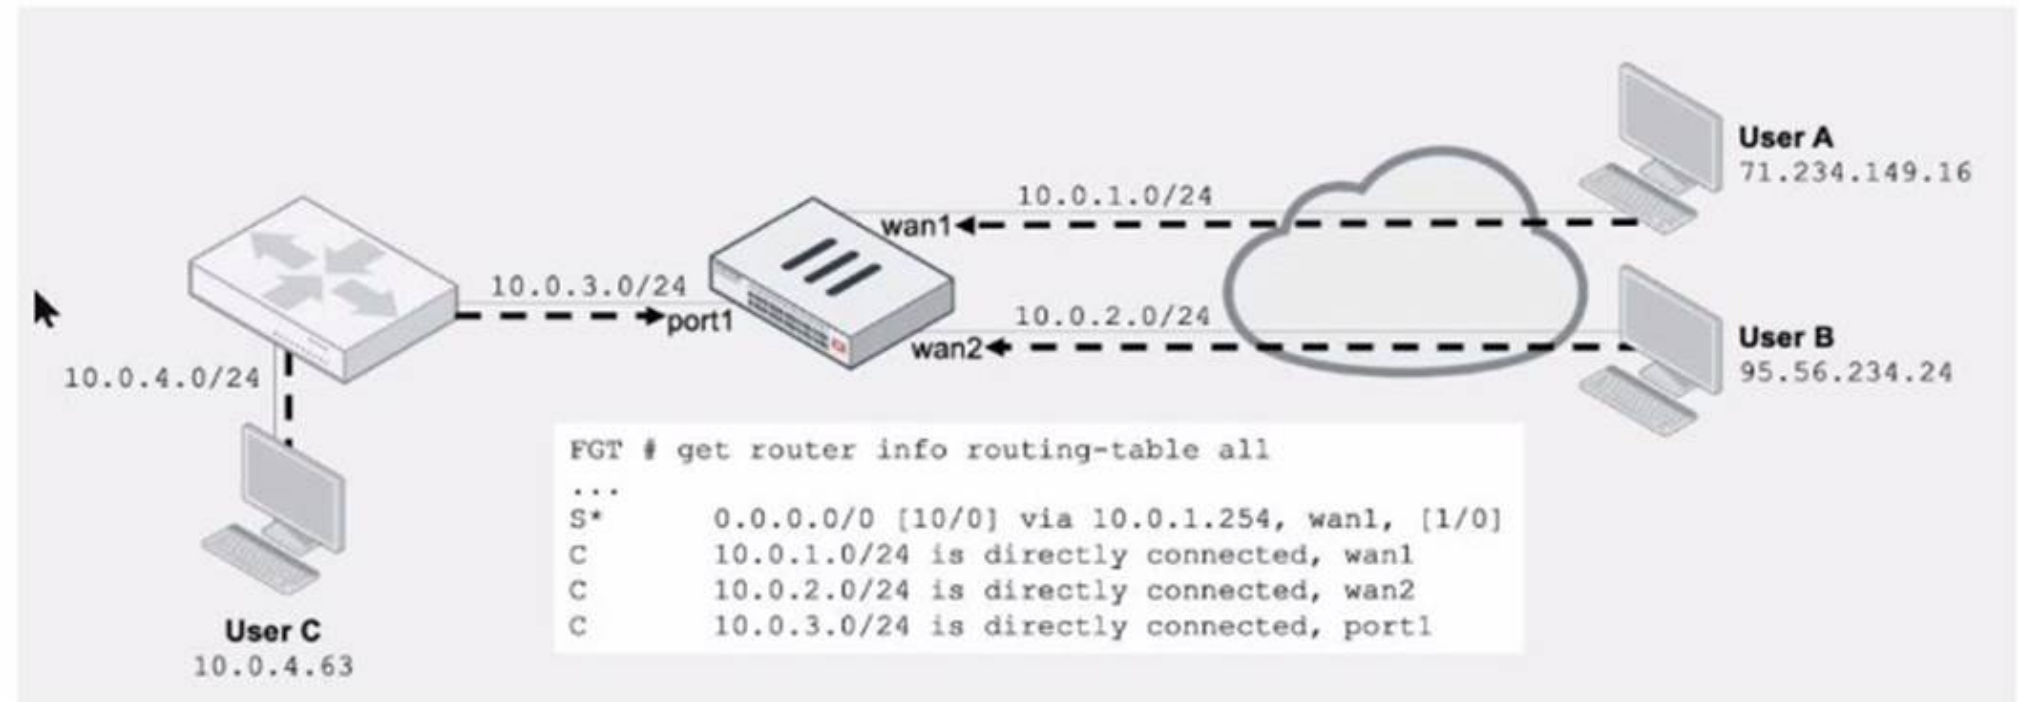 User A
71.234.149.16
10.0.1.0/24
wan1
10.0.3.0/24
port1
10.0.2.0/24
wan2
User B
95.56.234.24
10.0.4.0/24
User C
10.0.4.63
FGT # get router info routing-table all
...
S* 0.0.0.0/0 [10/0] via 10.0.1.254, wan1, [1/0]
C 10.0.1.0/24 is directly connected, wan1
C 10.0.2.0/24 is directly connected, wan2
C 10.0.3.0/24 is directly connected, port1